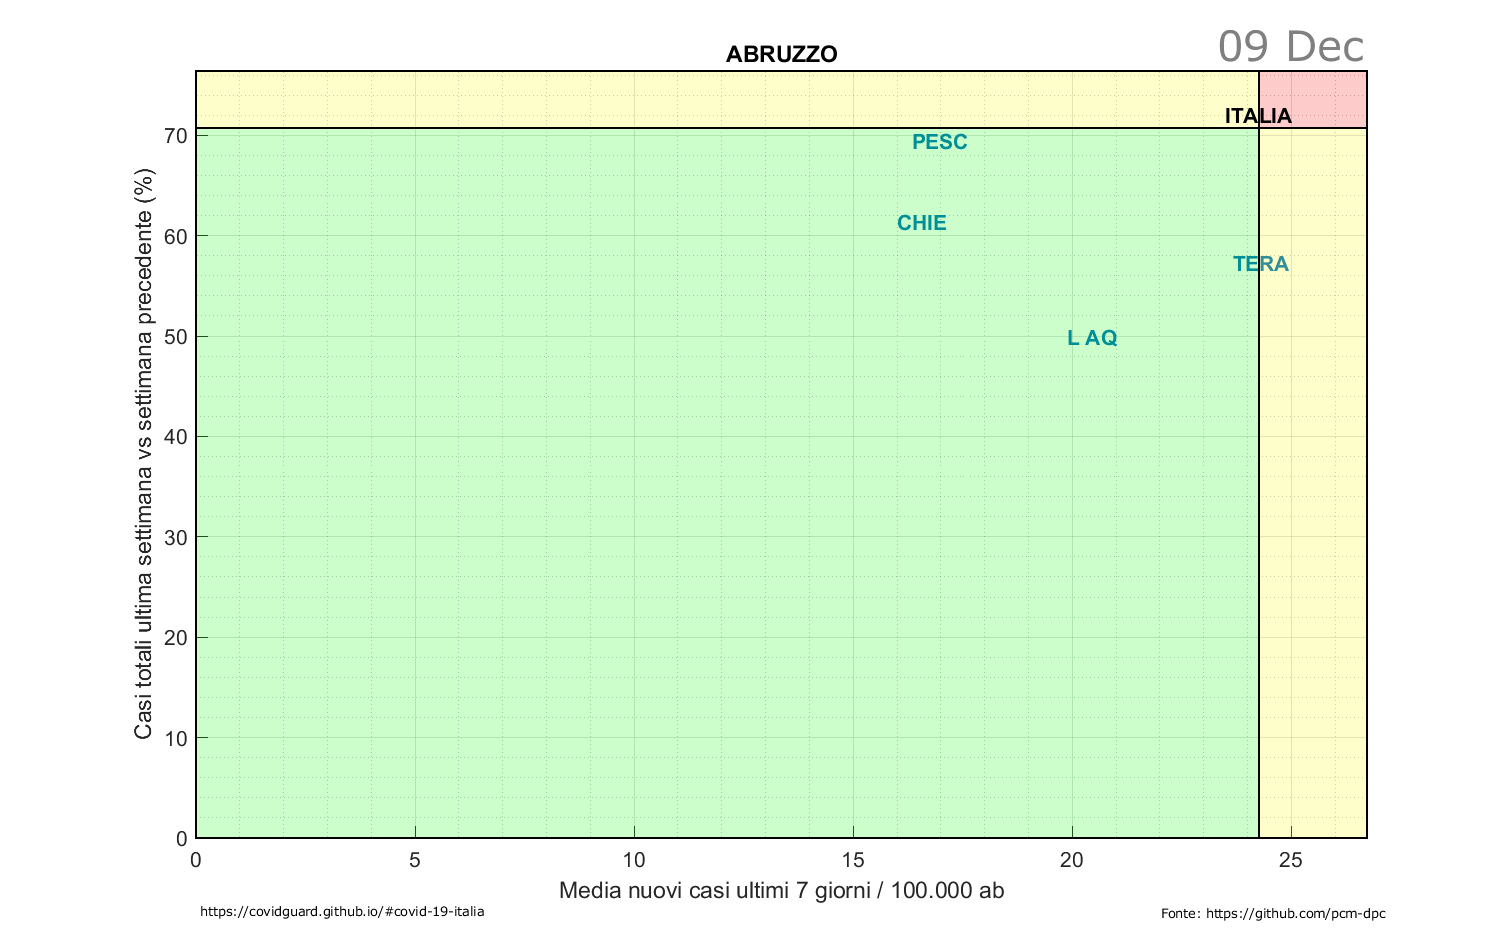 09 Dec
ABRUZZO
Casi totali ultima settimana vs settimana precedente (%)
70
60
50
40
30
20
10
0
ITALIA
PESC
CHIE
TERA
L AQ
0 5 10 15 20 25
Media nuovi casi ultimi 7 giorni / 100.000 ab
https://covidguard.github.io/#covid-19-italia
Fonte: https://github.com/pcm-dpc